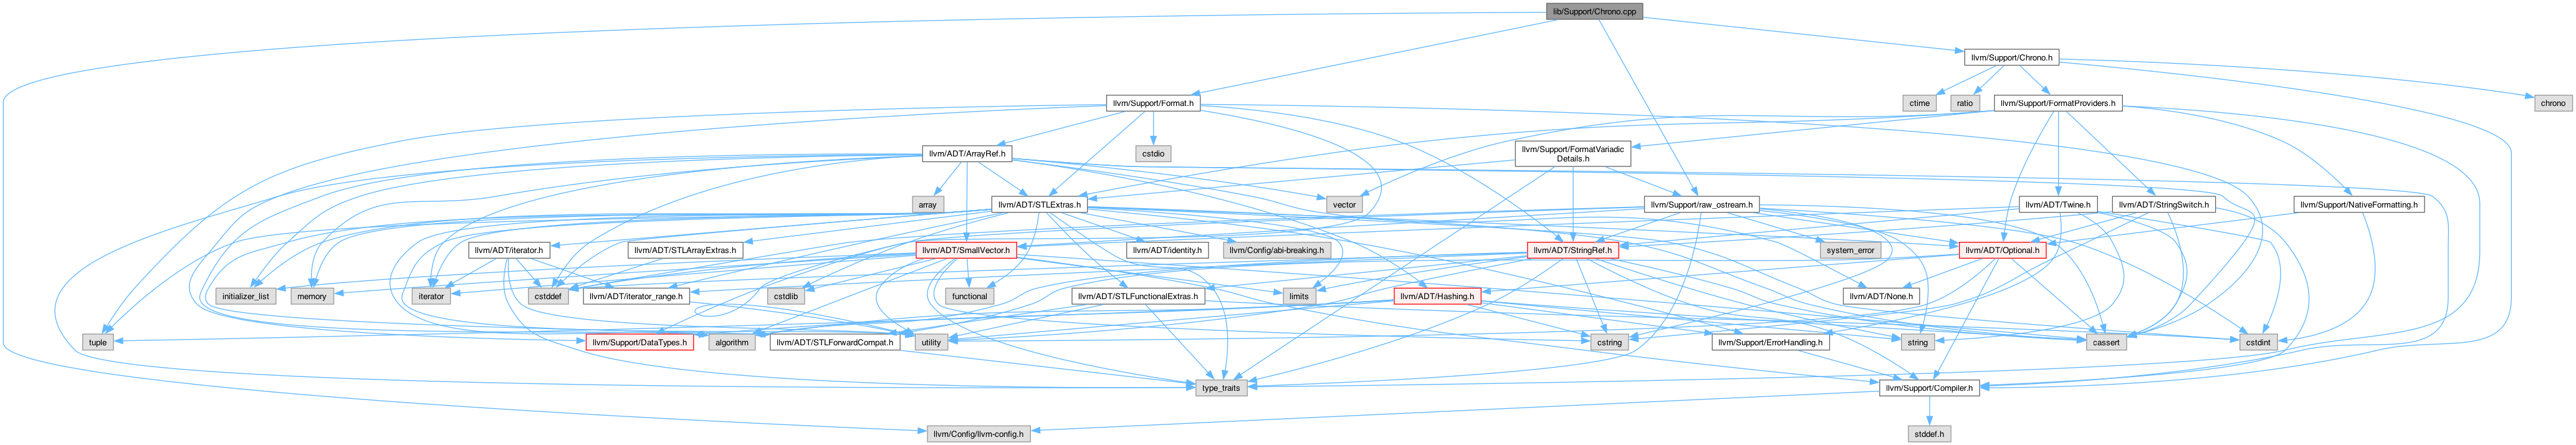 lib/Support/Chrono.cpp
llvm/Support/Chrono.h
llvm/Support/Format.h
ctime
ratio
llvm/Support/FormatProviders.h
chrono
llvm/ADT/ArrayRef.h
cstdio
llvm/Support/FormatVariadic
Details.h
array
llvm/ADT/STLExtras.h
vector
llvm/Support/raw_ostream.h
llvm/ADT/Twine.h
llvm/ADT/StringSwitch.h
llvm/Support/NativeFormatting.h
llvm/ADT/iterator.h
llvm/ADT/STLArrayExtras.h
llvm/ADT/SmallVector.h
llvm/ADT/identity.h
llvm/Config/abi-breaking.h
llvm/ADT/StringRef.h
system_error
llvm/ADT/Optional.h
initializer_list
memory
iterator
cstddef
llvm/ADT/iterator_range.h
cstdlib
functional
llvm/ADT/STLFunctionalExtras.h
limits
llvm/ADT/Hashing.h
llvm/ADT/None.h
tuple
llvm/Support/DataTypes.h
algorithm
llvm/ADT/STLForwardCompat.h
utility
cstring
llvm/Support/ErrorHandling.h
string
cassert
cstdint
type_traits
llvm/Support/Compiler.h
llvm/Config/llvm-config.h
stddef.h